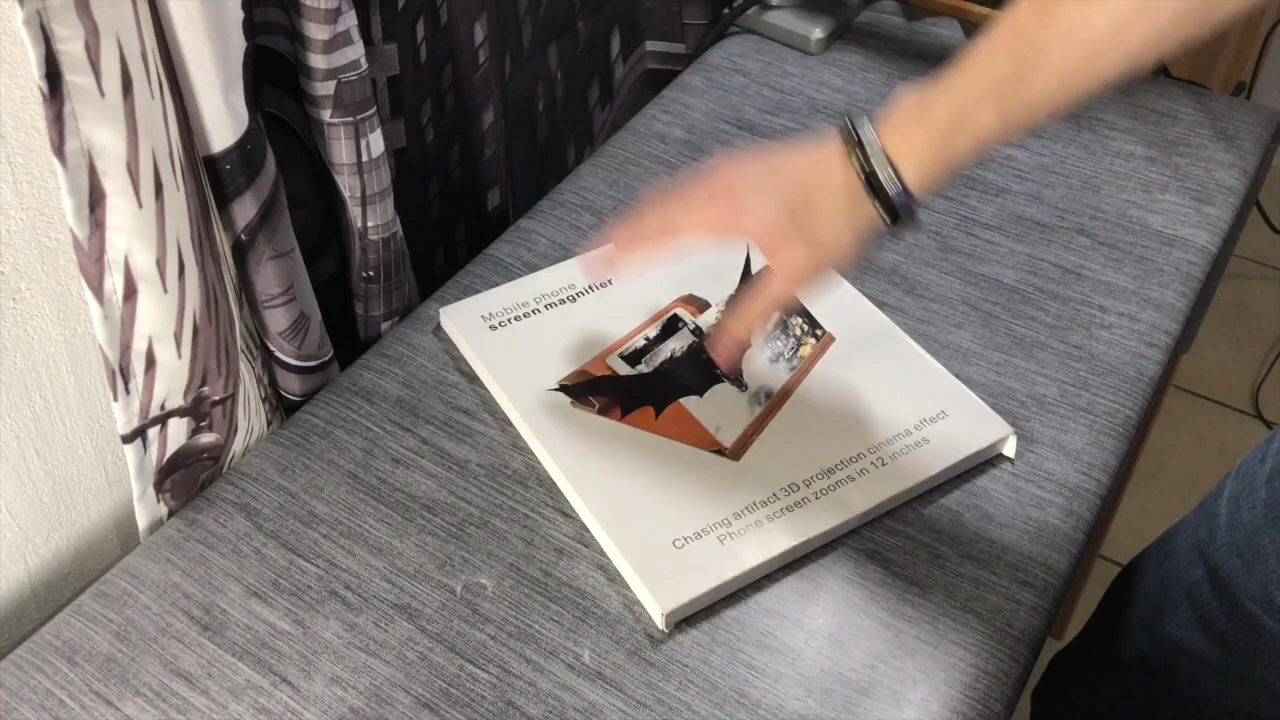 Mobile phone
screen magnifier
Chasing artifact 3D projection cinema effect
Phone screen zooms in 12 inches